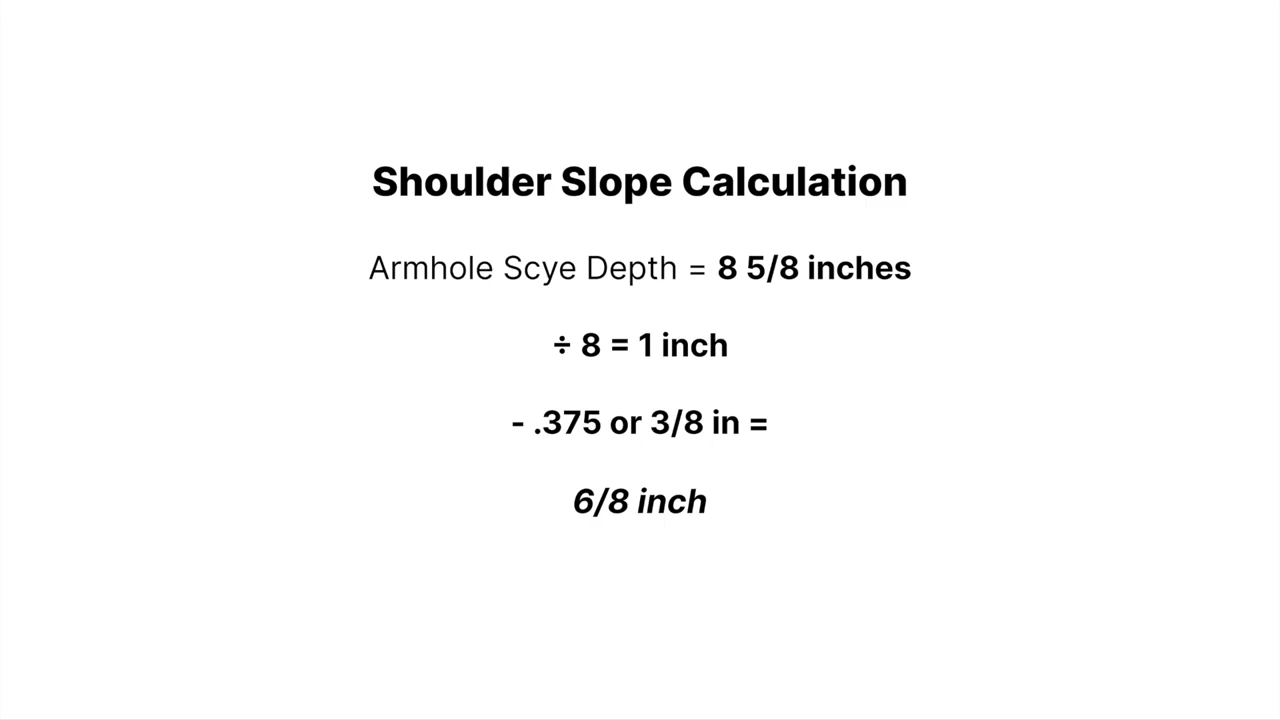 Shoulder Slope Calculation
Armhole Scye Depth = 8 5/8 inches
÷ 8 = 1 inch
- .375 or 3/8 in =
6/8 inch